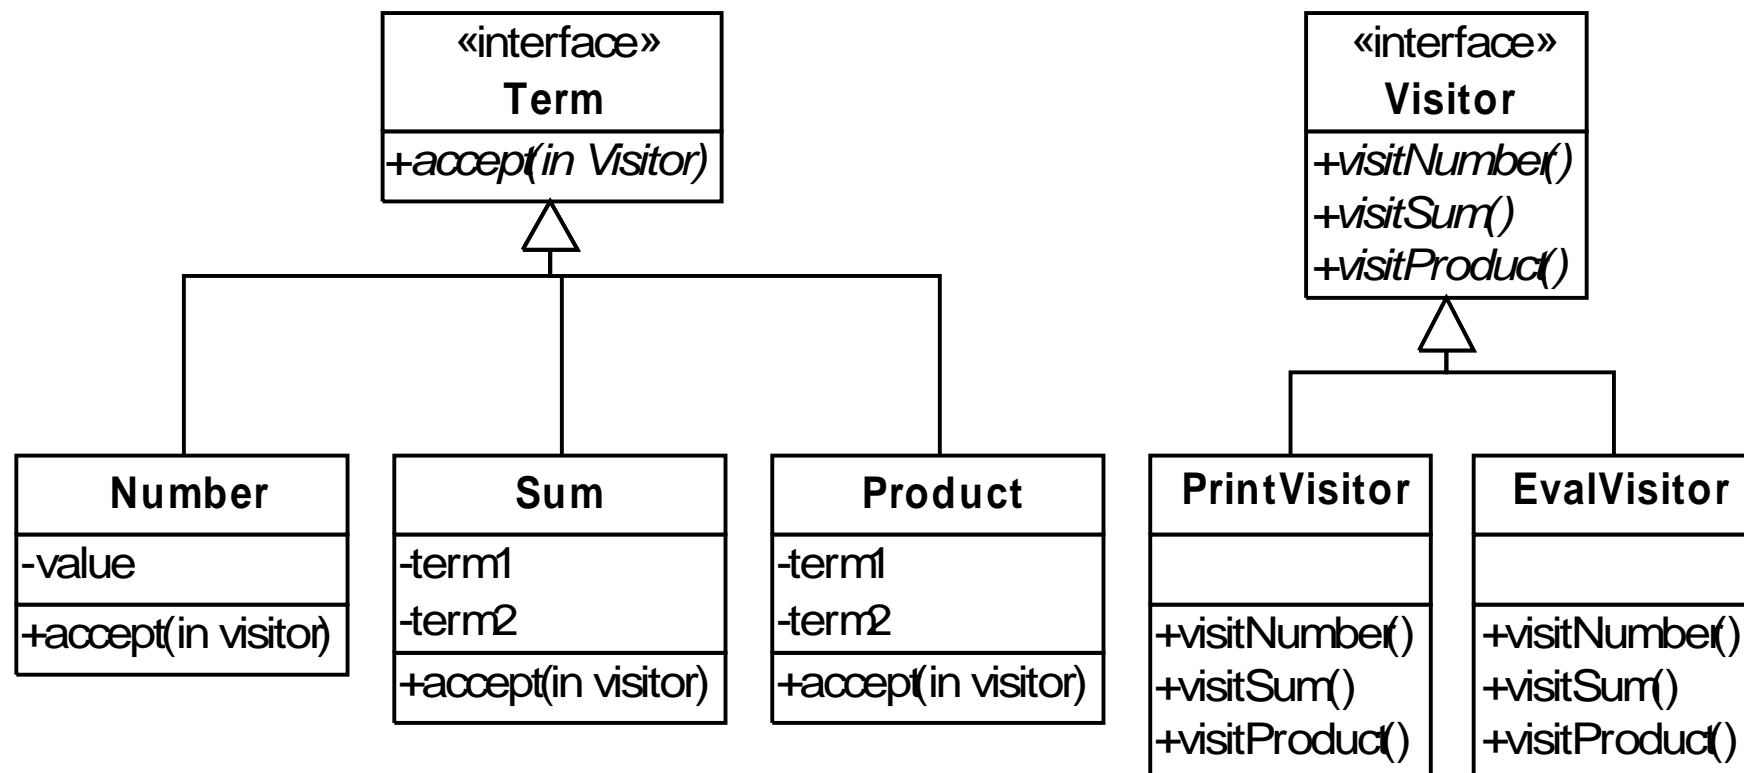 «interface»
Term
+accept(in Visitor)
«interface»
Visitor
+visitNumber()
+visitSum()
+visitProduct()
Number
-value
+accept(in visitor)
Sum
-term1
-term2
+accept(in visitor)
Product
-term1
-term2
+accept(in visitor)
PrintVisitor
+visitNumber()
+visitSum()
+visitProduct()
EvalVisitor
+visitNumber()
+visitSum()
+visitProduct()